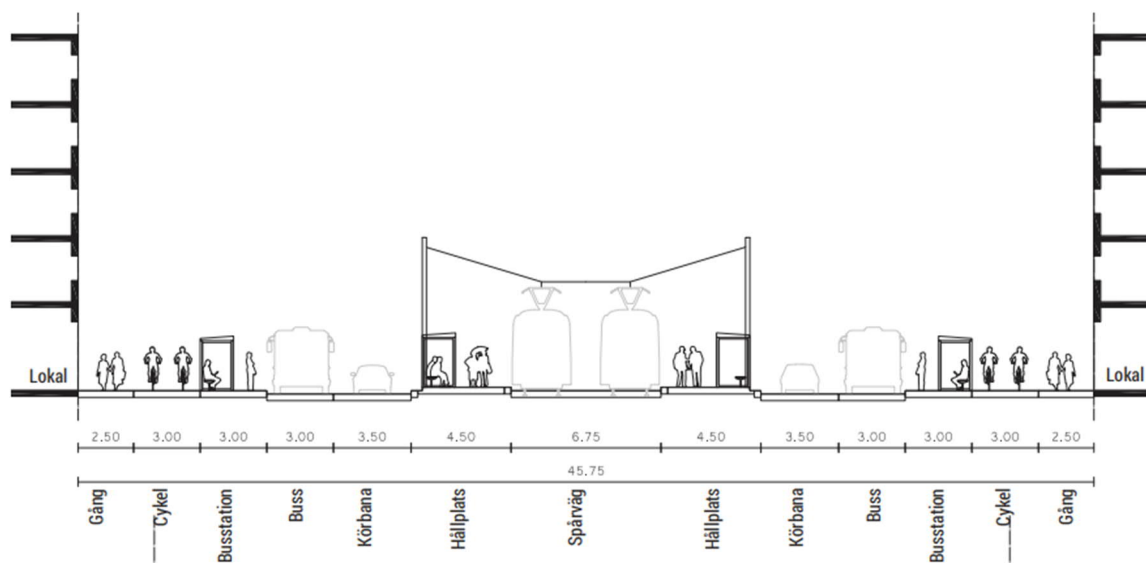 Lokal
Lokal
2.50 3.00 3.00 3.00 3.50 4.50 6.75 4.50 3.50 3.00 3.00 3.00 2.50
45.75
Gång Cykel Busstation Buss Körbana Hållplats Spårväg Hållplats Körbana Buss Busstation Cykel Gång